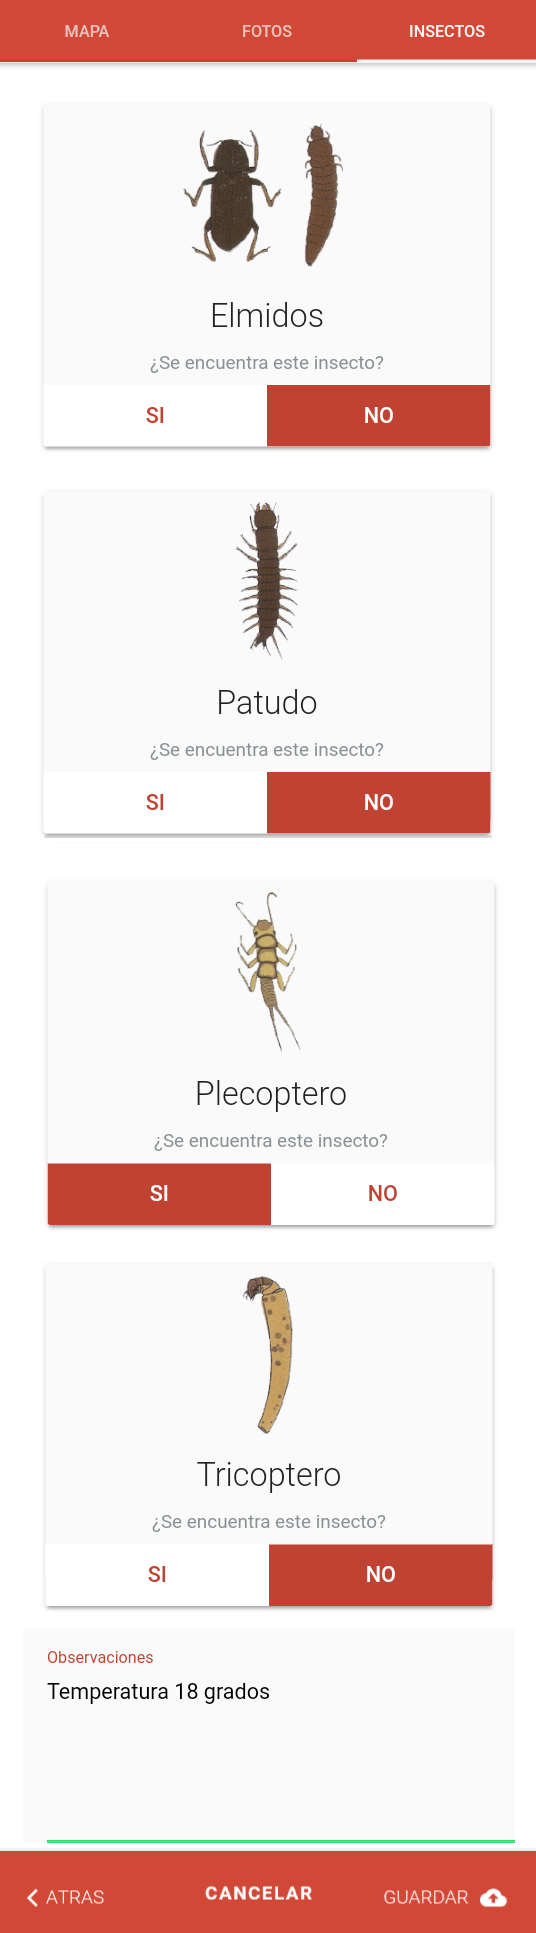 MAPA FOTOS INSECTOS
Elmidos
¿Se encuentra este insecto?
SI NO
Patudo
¿Se encuentra este insecto?
SI NO
Plecoptero
¿Se encuentra este insecto?
SI NO
Tricoptero
¿Se encuentra este insecto?
SI NO
Observaciones
Temperatura 18 grados
ATRAS CANCELAR GUARDAR